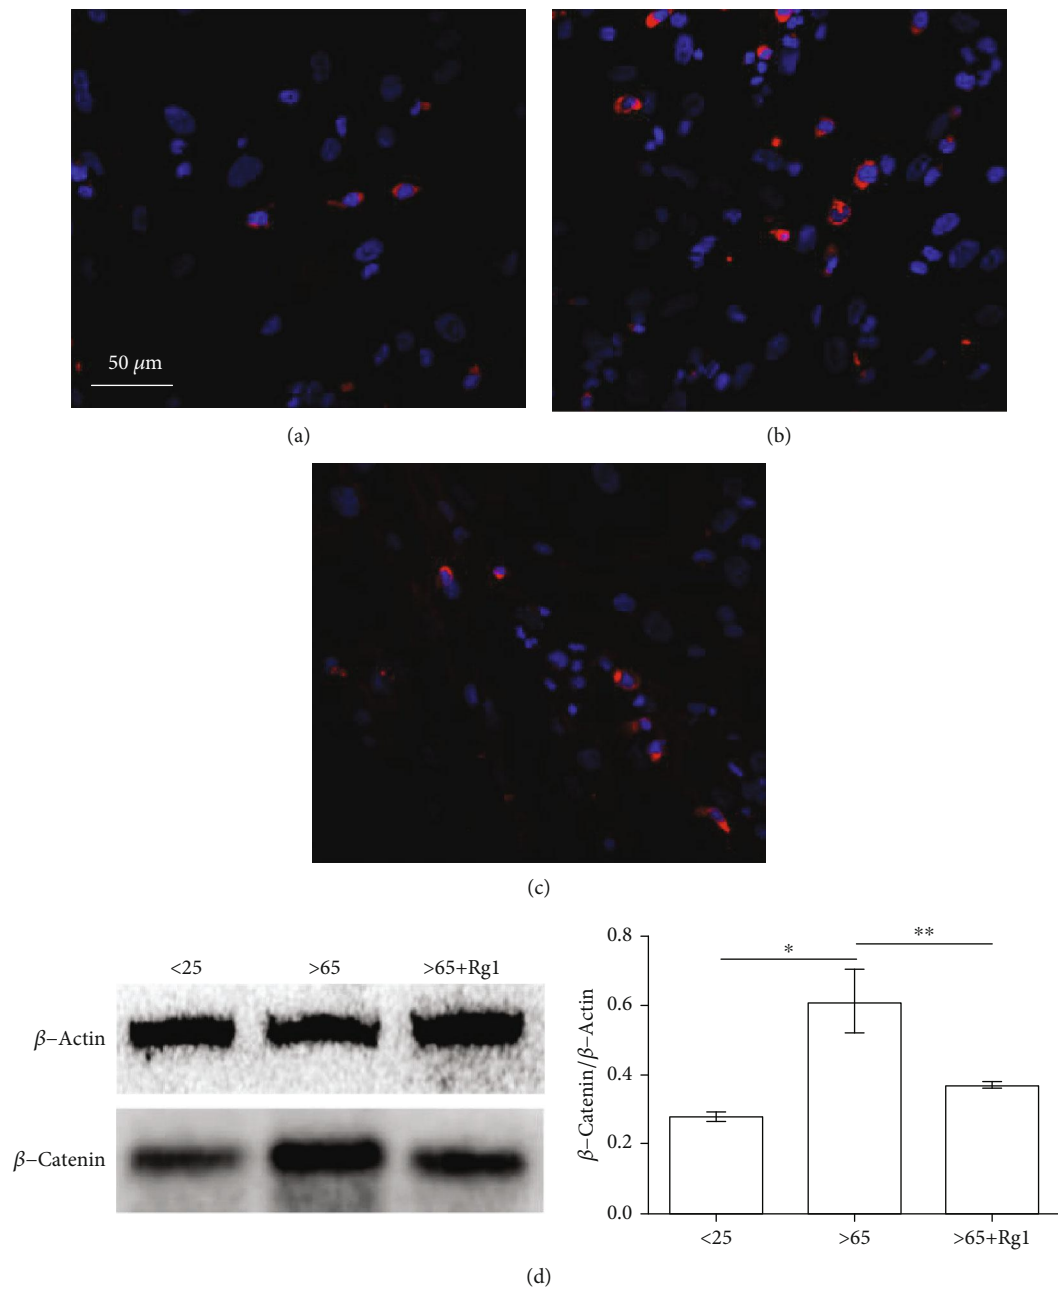 50 μm
(a)
(b)
(c)
<25 >65 >65+Rg1
β–Actin
β–Catenin
β–Catenin/β–Actin
0.8
0.6
0.4
0.2
0.0
* **
<25 >65 >65+Rg1
(d)